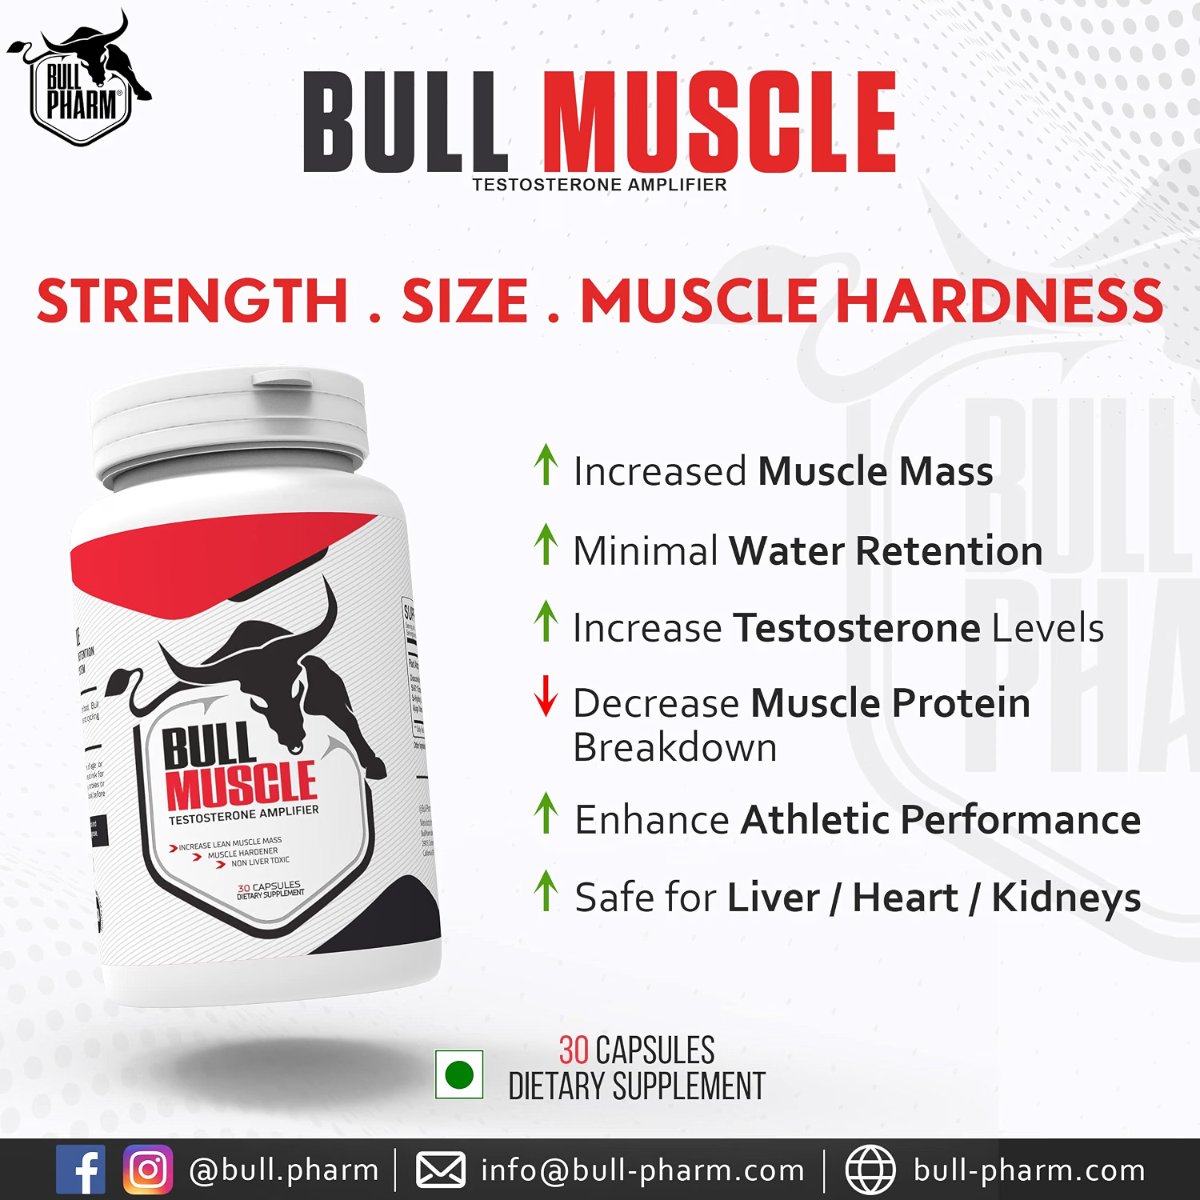 BULL
PHARM®
BULL MUSCLE
TESTOSTERONE AMPLIFIER
STRENGTH . SIZE . MUSCLE HARDNESS
Increased Muscle Mass
Minimal Water Retention
Increase Testosterone Levels
Decrease Muscle Protein
Breakdown
Enhance Athletic Performance
Safe for Liver / Heart / Kidneys
BULL
MUSCLE
TESTOSTERONE AMPLIFIER
INCREASE LEAN MUSCLE MASS
MUSCLE HARDENER
NON LIVER TOXIC
30 CAPSULES
DIETARY SUPPLEMENT
30 CAPSULES
DIETARY SUPPLEMENT
@bull.pharm | info@bull-pharm.com | bull-pharm.com